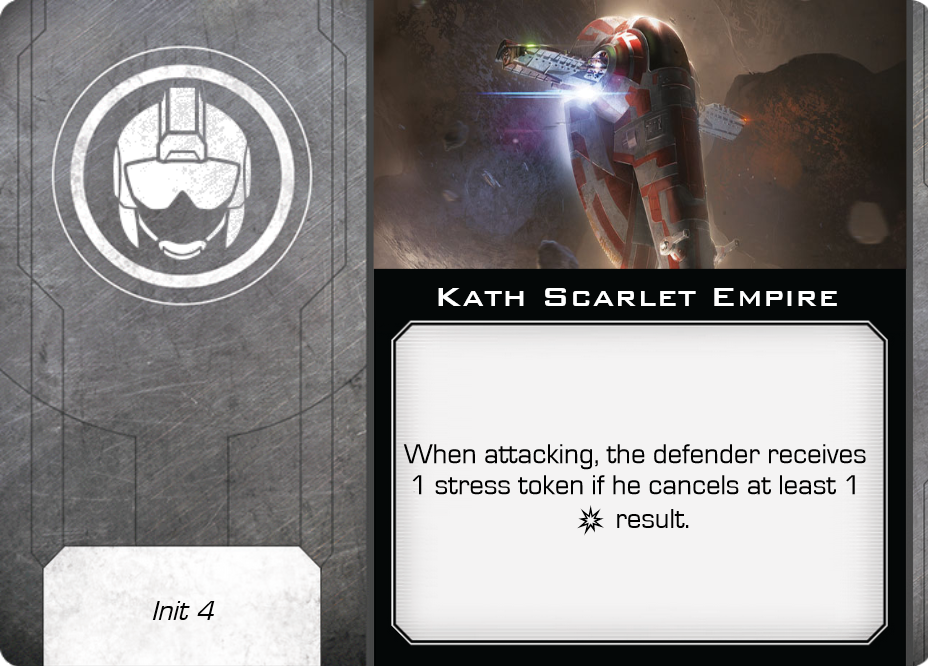 Kath Scarlet Empire
When attacking, the defender receives
1 stress token if he cancels at least 1
result.
Init 4